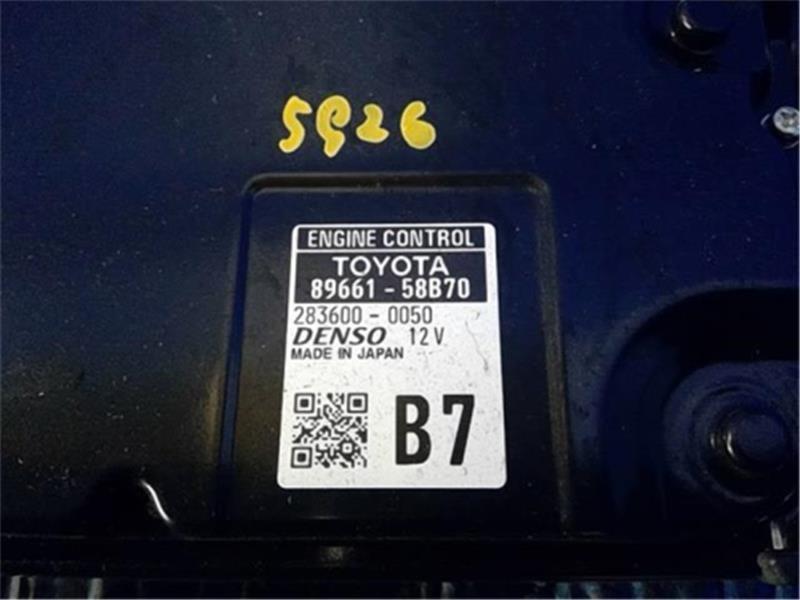 5926
ENGINE CONTROL
TOYOTA
89661-58B70
283600-0050
DENSO 12V
MADE IN JAPAN
B7